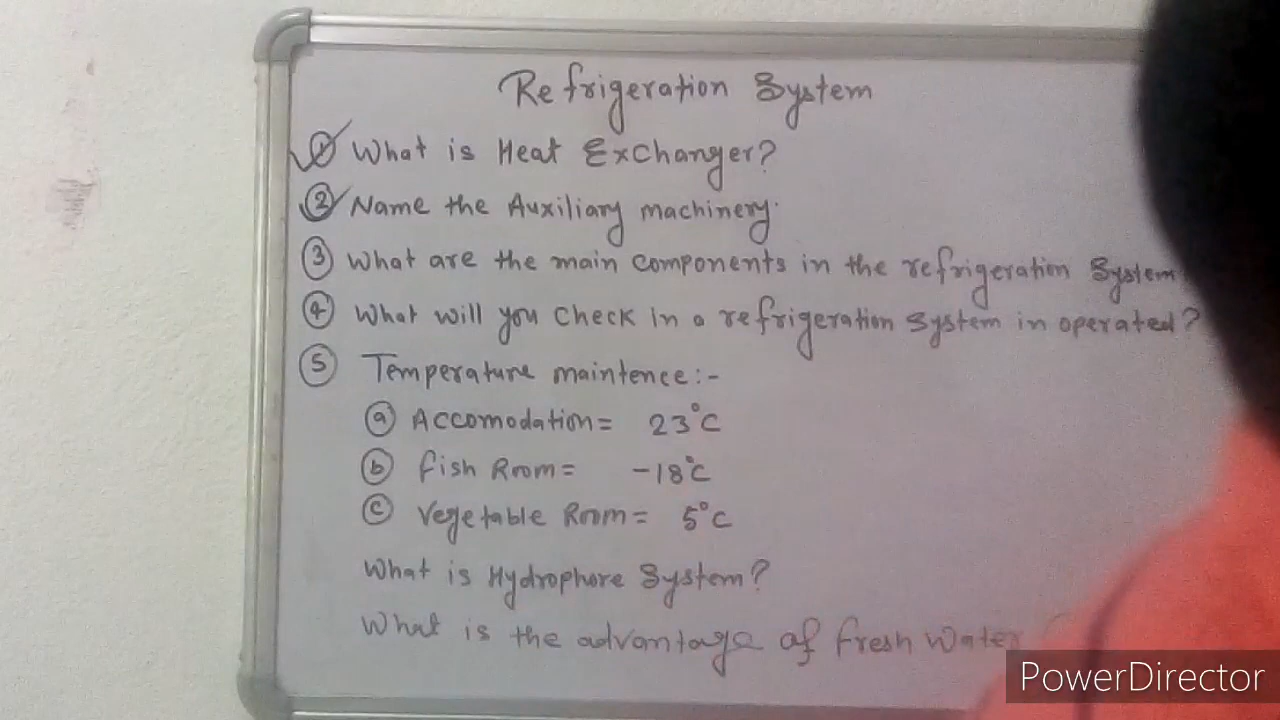 Refrigeration System
① What is Heat Exchanger?
② Name the Auxiliary machinery.
③ What are the main components in the refrigeration System
④ What will you check in a refrigeration system in operated?
⑤ Temperature maintence:-
ⓐ Accomodation = 23°C
ⓑ fish Room = -18°C
ⓒ Vegetable Room = 5°C
What is Hydrophore System?
What is the advantage of fresh Water
PowerDirector